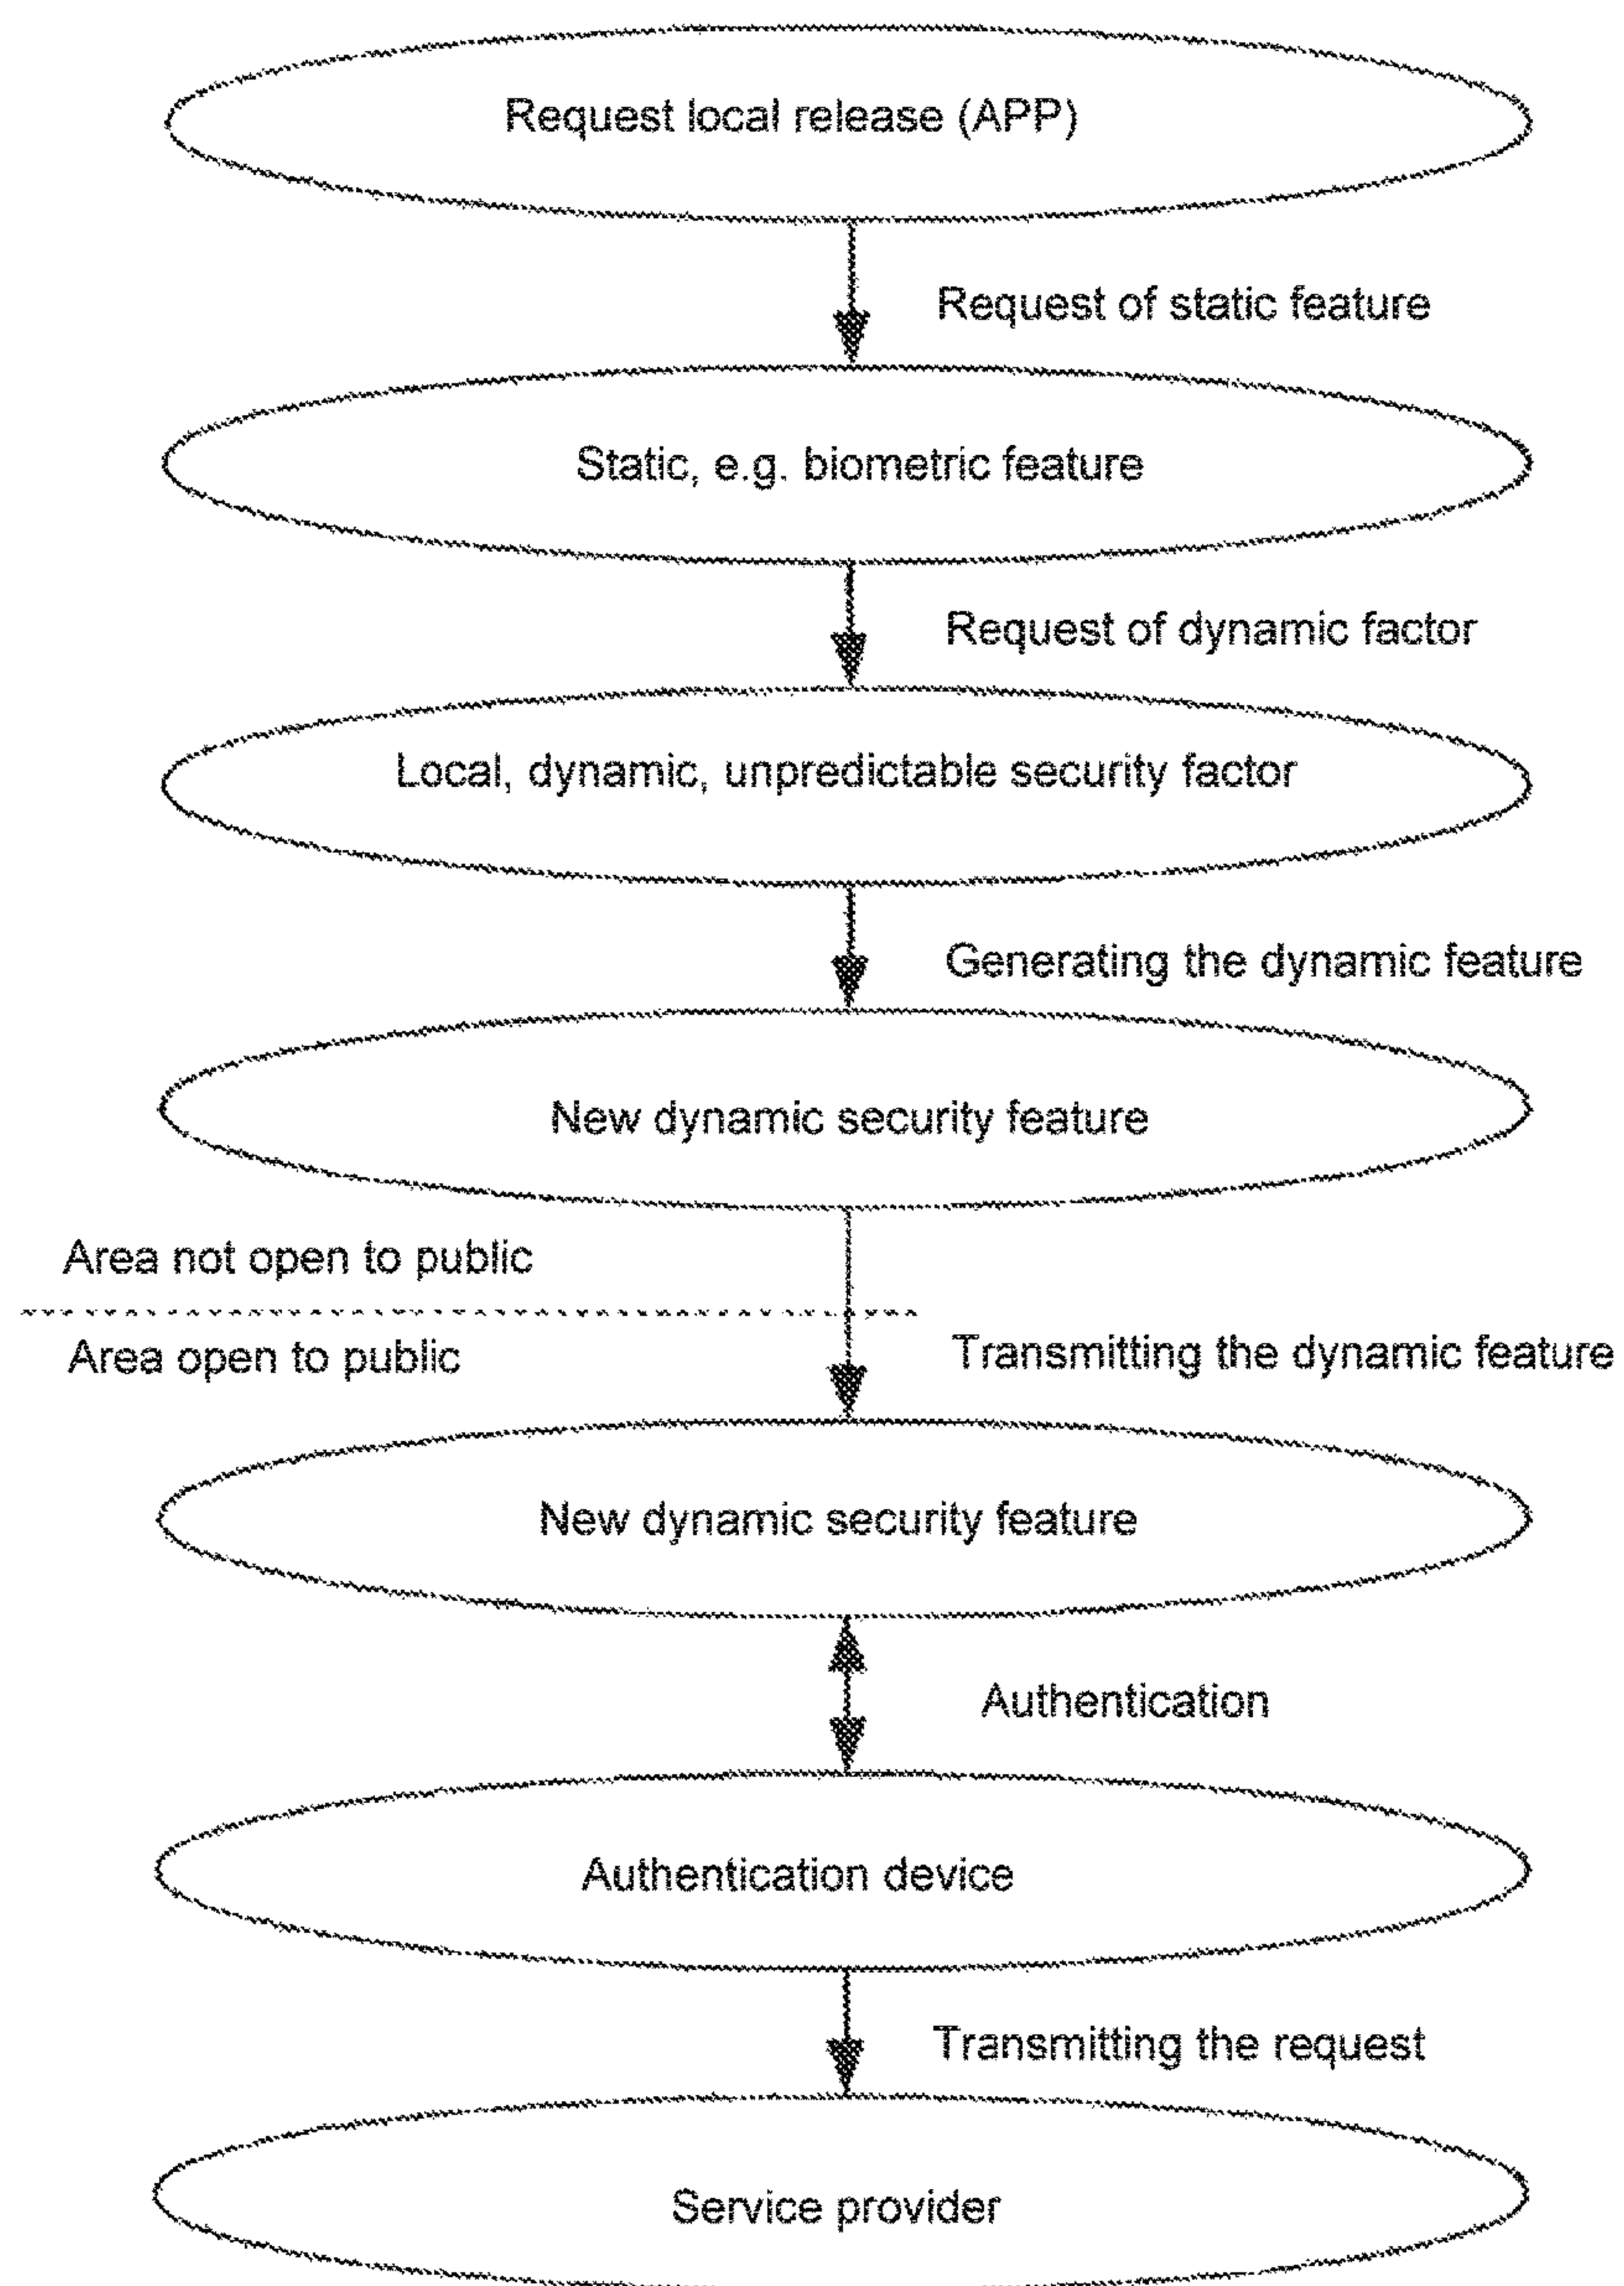 Request local release (APP)
Request of static feature
Static, e.g. biometric feature
Request of dynamic factor
Local, dynamic, unpredictable security factor
Generating the dynamic feature
New dynamic security feature
Area not open to public
Area open to public
Transmitting the dynamic feature
New dynamic security feature
Authentication
Authentication device
Transmitting the request
Service provider